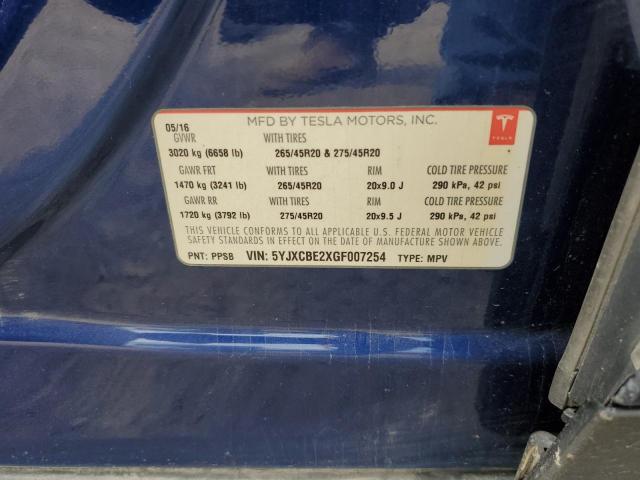 05/16 MFD BY TESLA MOTORS, INC.
GVWR WITH TIRES
3020 kg (6658 lb) 265/45R20 & 275/45R20
GAWR FRT WITH TIRES RIM COLD TIRE PRESSURE
1470 kg (3241 lb) 265/45R20 20x9.0 J 290 kPa, 42 psi
GAWR RR WITH TIRES RIM COLD TIRE PRESSURE
1720 kg (3792 lb) 275/45R20 20x9.5 J 290 kPa, 42 psi
THIS VEHICLE CONFORMS TO ALL APPLICABLE U.S. FEDERAL MOTOR VEHICLE
SAFETY STANDARDS IN EFFECT ON THE DATE OF MANUFACTURE SHOWN ABOVE.
PNT: PPSB VIN: 5YJXCBE2XGF007254 TYPE: MPV
TESLA